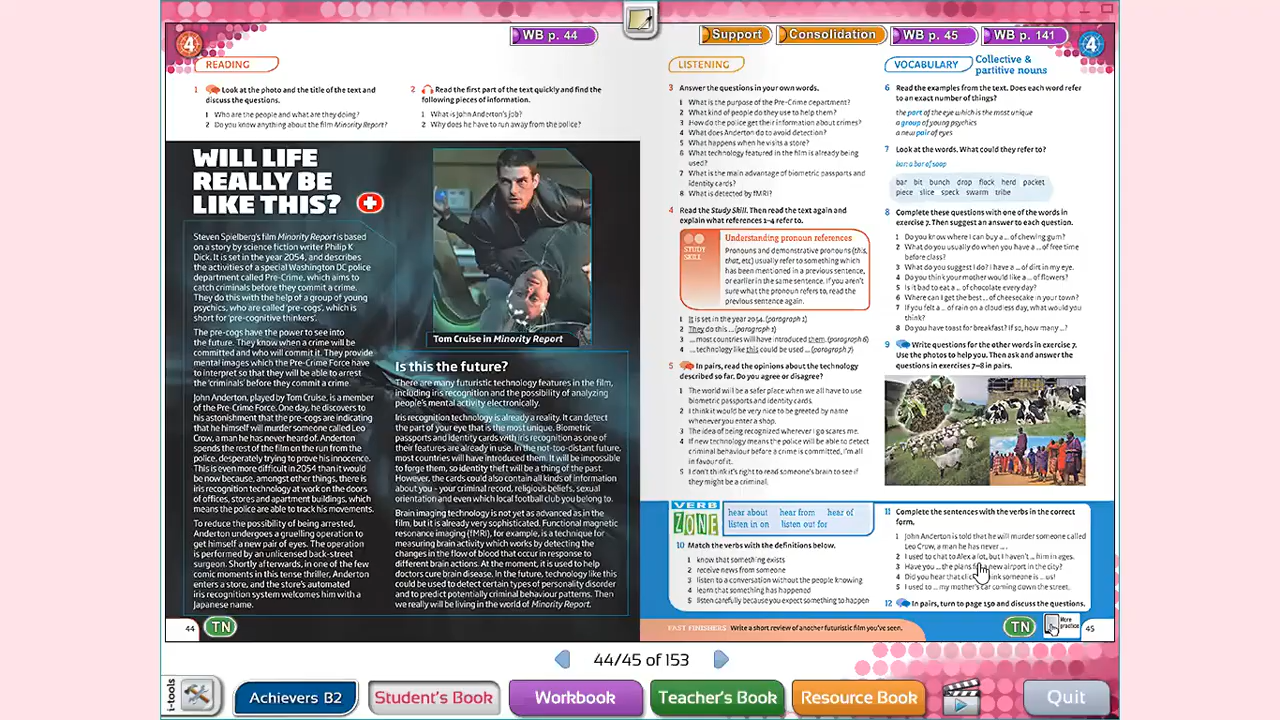 WB p. 44
Support
Consolidation
WB p. 45
WB p. 141
4
READING
1 Look at the photo and the title of the text and
discuss the questions.
1 Who are the people and what are they doing?
2 Do you know anything about the film Minority Report?
2 Read the first part of the text quickly and find the
following pieces of information.
1 What is John Anderton's job?
2 Why does he have to run away from the police?
WILL LIFE
REALLY BE
LIKE THIS?
Steven Spielberg's film Minority Report is based
on a story by science fiction writer Philip K
Dick. It is set in the year 2054, and describes
the activities of a special Washington DC police
department called Pre-Crime, which aims to
catch criminals before they commit a crime.
They do this with the help of a group of young
psychics, who are called 'pre-cogs', which is
short for 'pre-cognitive thinkers'.
The pre-cogs have the power to see into
the future. They know when a crime will be
committed and who will commit it. They provide
mental images which the Pre-Crime Force have
to interpret so that they will be able to arrest
the 'criminals' before they commit a crime.
John Anderton, played by Tom Cruise, is a member
of the Pre-Crime Force. One day, he discovers to
his astonishment that the pre-cogs are indicating
that he himself will murder someone called Leo
Crow, a man he has never heard of. Anderton
spends the rest of the film on the run from the
police, desperately trying to prove his innocence.
This is even more difficult in 2054 than it would
be now because, amongst other things, there is
iris recognition technology at work on the doors
of offices, stores and apartment buildings, which
means the police are able to track his movements.
To reduce the possibility of being arrested,
Anderton undergoes a gruelling operation to
get himself a new pair of eyes. The operation
is performed by an unlicensed back-street
surgeon. Shortly afterwards, in one of the few
comic moments in this tense thriller, Anderton
enters a store, and the store's automated
iris recognition system welcomes him with a
Japanese name.
Tom Cruise in Minority Report
Is this the future?
There are many futuristic technology features in the film,
including iris recognition and the possibility of analyzing
people's mental activity electronically.
Iris recognition technology is already a reality. It can detect
the part of your eye that is the most unique. Biometric
passports and identity cards with iris recognition as one of
their features are already in use. In the not-too-distant future,
most countries will have introduced them. It will be impossible
to forge them, so identity theft will be a thing of the past.
However, the cards could also contain all kinds of information
about you - your criminal record, religious beliefs, sexual
orientation and even which local football club you belong to.
Brain imaging technology is not yet as advanced as in the
film, but it is already very sophisticated. Functional magnetic
resonance imaging (fMRI), for example, is a technique for
measuring brain activity which works by detecting the
changes in the flow of blood that occur in response to
different brain actions. At the moment, it is used to help
doctors cure brain disease. In the future, technology like this
could be used to detect certain types of personality disorder
and to predict potentially criminal behaviour patterns. Then
we really will be living in the world of Minority Report.
44
TN
LISTENING
3 Answer the questions in your own words.
1 What is the purpose of the Pre-Crime department?
2 What kind of people do they use to help them?
3 How do the police get their information about crimes?
4 What does Anderton do to avoid detection?
5 What happens when he visits a store?
6 What technology featured in the film is already being
used?
7 What is the main advantage of biometric passports and
identity cards?
8 What is detected by fMRI?
4 Read the Study Skill. Then read the text again and
explain what references 1–4 refer to.
STUDY
SKILL
Understanding pronoun references
Pronouns and demonstrative pronouns (this,
that, etc) usually refer to something which
has been mentioned in a previous sentence,
or earlier in the same sentence. If you aren't
sure what the pronoun refers to, read the
previous sentence again.
1 It is set in the year 2054. (paragraph 1)
2 They do this ... (paragraph 1)
3 ... most countries will have introduced them. (paragraph 6)
4 ... technology like this could be used ... (paragraph 7)
5 In pairs, read the opinions about the technology
described so far. Do you agree or disagree?
1 The world will be a safer place when we all have to use
biometric passports and identity cards.
2 I think it would be very nice to be greeted by name
whenever you enter a shop.
3 The idea of being recognized wherever I go scares me.
4 If new technology means the police will be able to detect
criminal behaviour before a crime is committed, I'm all
in favour of it.
5 I don't think it's right to read someone's brain to see if
they might be a criminal.
VERB
ZONE
hear about hear from hear of
listen in on listen out for
10 Match the verbs with the definitions below.
1 know that something exists
2 receive news from someone
3 listen to a conversation without the people knowing
4 learn that something has happened
5 listen carefully because you expect something to happen
FAST FINISHERS Write a short review of another futuristic film you've seen.
VOCABULARY
Collective &
partitive nouns
4
6 Read the examples from the text. Does each word refer
to an exact number of things?
the part of the eye which is the most unique
a group of young psychics
a new pair of eyes
7 Look at the words. What could they refer to?
bar: a bar of soap
bar bit bunch drop flock herd packet
piece slice speck swarm tribe
8 Complete these questions with one of the words in
exercise 7. Then suggest an answer to each question.
1 Do you know where I can buy a ... of chewing gum?
2 What do you usually do when you have a ... of free time
before class?
3 What do you suggest I do? I have a ... of dirt in my eye.
4 Do you think your mother would like a ... of flowers?
5 Is it bad to eat a ... of chocolate every day?
6 Where can I get the best ... of cheesecake in your town?
7 If you felt a ... of rain on a cloudless day, what would you
think?
8 Do you have toast for breakfast? If so, how many ...?
9 Write questions for the other words in exercise 7.
Use the photos to help you. Then ask and answer the
questions in exercises 7–8 in pairs.
11 Complete the sentences with the verbs in the correct
form.
1 John Anderton is told he will murder someone called
Leo Crow, a man he has never ... .
2 I used to chat to Alex a lot, but I haven't ... him in ages.
3 Have you ... the plans new airport in the city?
4 Did you hear that think someone is ... us!
5 I used to ... my mother's car coming down the street.
12 In pairs, turn to page 150 and discuss the questions.
TN
More
practice
45
44/45 of 153
i-tools
Achievers B2
Student's Book
Workbook
Teacher's Book
Resource Book
Quit